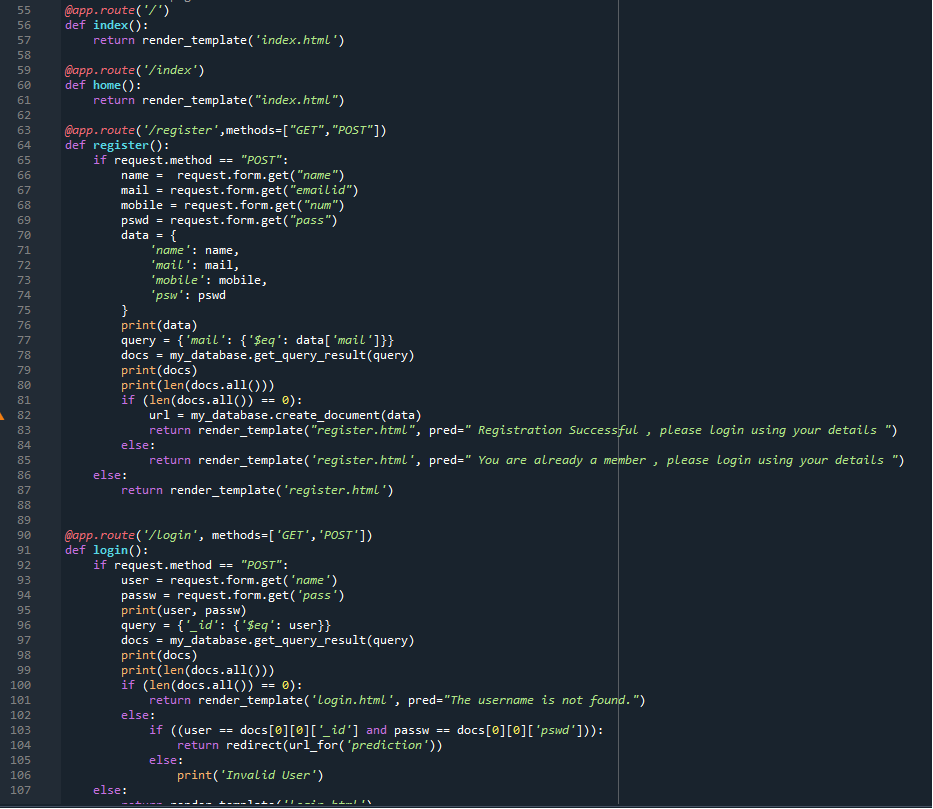 55 @app.route('/')
56 def index():
57     return render_template('index.html')
58
59 @app.route('/index')
60 def home():
61     return render_template("index.html")
62
63 @app.route('/register',methods=["GET","POST"])
64 def register():
65     if request.method == "POST":
66         name =  request.form.get("name")
67         mail = request.form.get("emailid")
68         mobile = request.form.get("num")
69         pswd = request.form.get("pass")
70         data = {
71             'name': name,
72             'mail': mail,
73             'mobile': mobile,
74             'psw': pswd
75         }
76         print(data)
77         query = {'mail': {'$eq': data['mail']}}
78         docs = my_database.get_query_result(query)
79         print(docs)
80         print(len(docs.all()))
81         if (len(docs.all()) == 0):
82             url = my_database.create_document(data)
83             return render_template("register.html", pred=" Registration Successful , please login using your details ")
84         else:
85             return render_template('register.html', pred=" You are already a member , please login using your details ")
86     else:
87         return render_template('register.html')
88
89
90 @app.route('/login', methods=['GET','POST'])
91 def login():
92     if request.method == "POST":
93         user = request.form.get('name')
94         passw = request.form.get('pass')
95         print(user, passw)
96         query = {'_id': {'$eq': user}}
97         docs = my_database.get_query_result(query)
98         print(docs)
99         print(len(docs.all()))
100         if (len(docs.all()) == 0):
101             return render_template('login.html', pred="The username is not found.")
102         else:
103             if ((user == docs[0][0]['_id'] and passw == docs[0][0]['pswd'])):
104                 return redirect(url_for('prediction'))
105             else:
106                 print('Invalid User')
107     else: